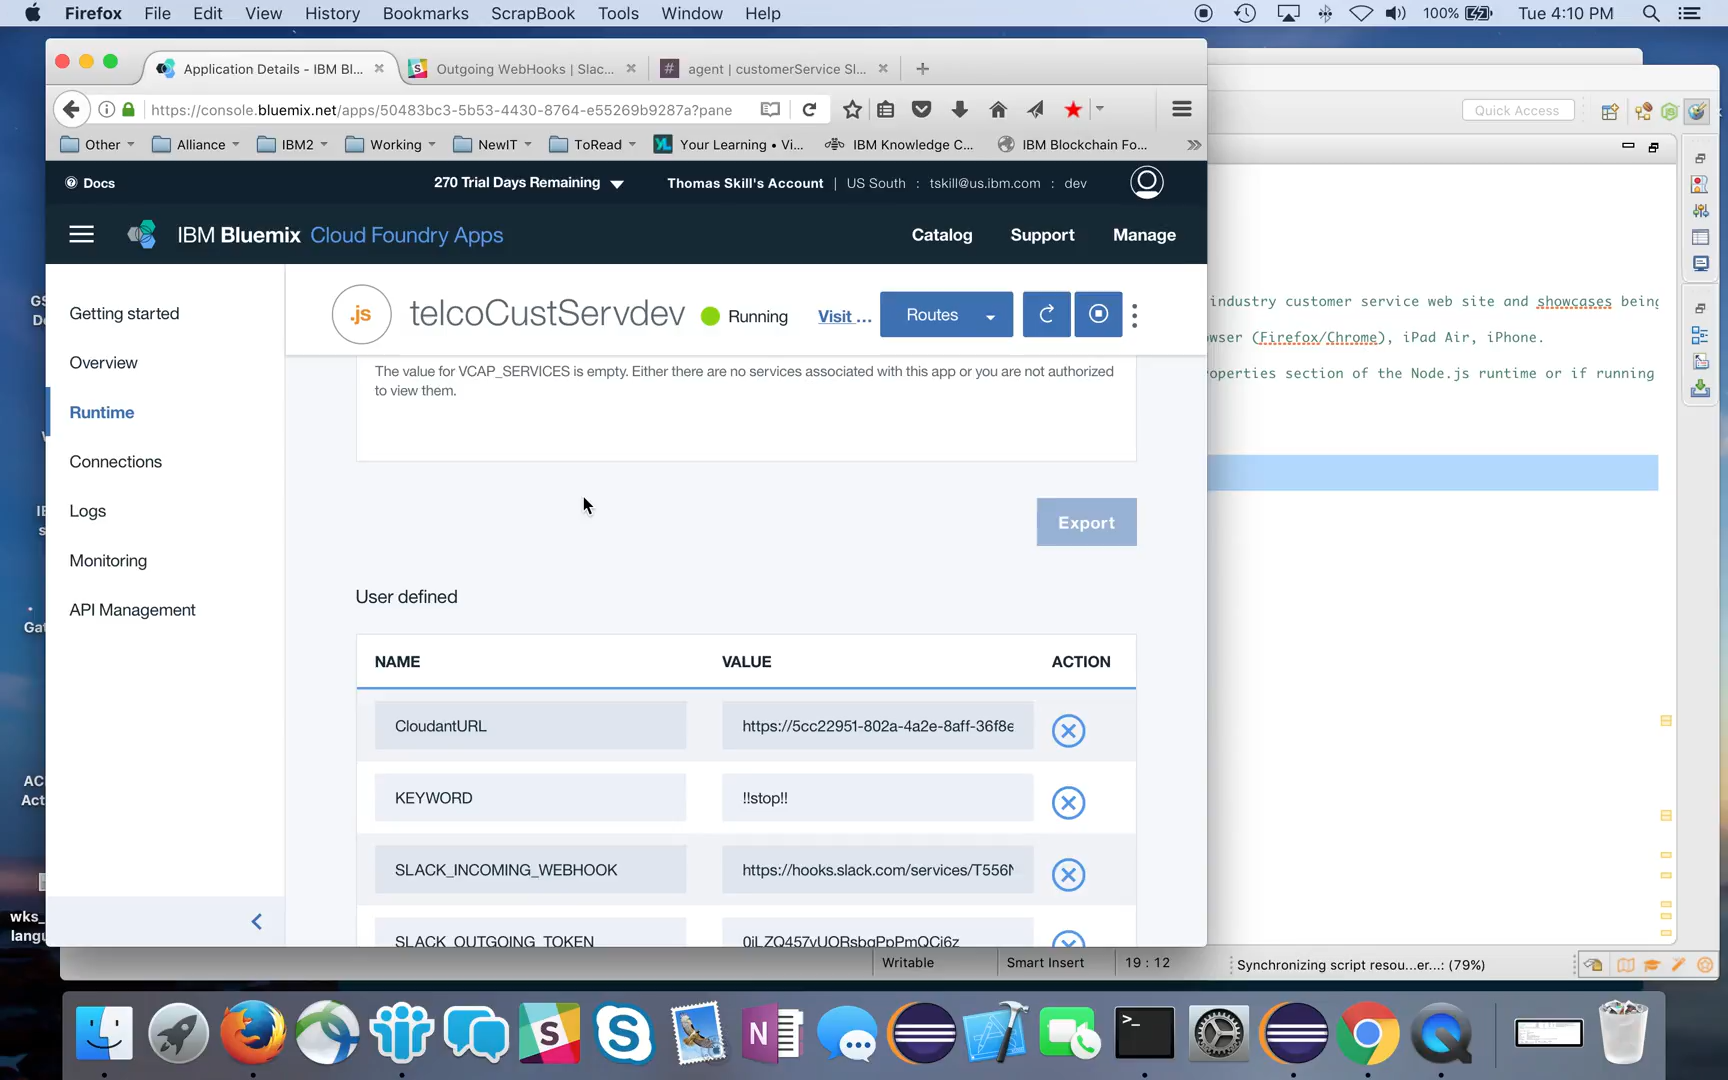 Firefox File Edit View History Bookmarks ScrapBook Tools Window Help 100% Tue 4:10 PM
Application Details - IBM Bl... Outgoing WebHooks | Slac... # agent | customerService Sl...
https://console.bluemix.net/apps/50483bc3-5b53-4430-8764-e55269b9287a?pane
Quick Access
Other Alliance IBM2 Working NewIT ToRead Your Learning • Vi... IBM Knowledge C... IBM Blockchain Fo...
Docs 270 Trial Days Remaining Thomas Skill's Account | US South : tskill@us.ibm.com : dev
IBM Bluemix Cloud Foundry Apps Catalog Support Manage
Getting started
Overview
Runtime
Connections
Logs
Monitoring
API Management
.js telcoCustServdev Running Visit ... Routes
The value for VCAP_SERVICES is empty. Either there are no services associated with this app or you are not authorized
to view them.
Export
User defined
NAME VALUE ACTION
CloudantURL https://5cc22951-802a-4a2e-8aff-36f8e
KEYWORD !!stop!!
SLACK_INCOMING_WEBHOOK https://hooks.slack.com/services/T556N
SLACK_OUTGOING_TOKEN
industry customer service web site and showcases being
wser (Firefox/Chrome), iPad Air, iPhone.
operties section of the Node.js runtime or if running
Writable Smart Insert 19 : 12 Synchronizing script resou...er...: (79%)
wks_
langu